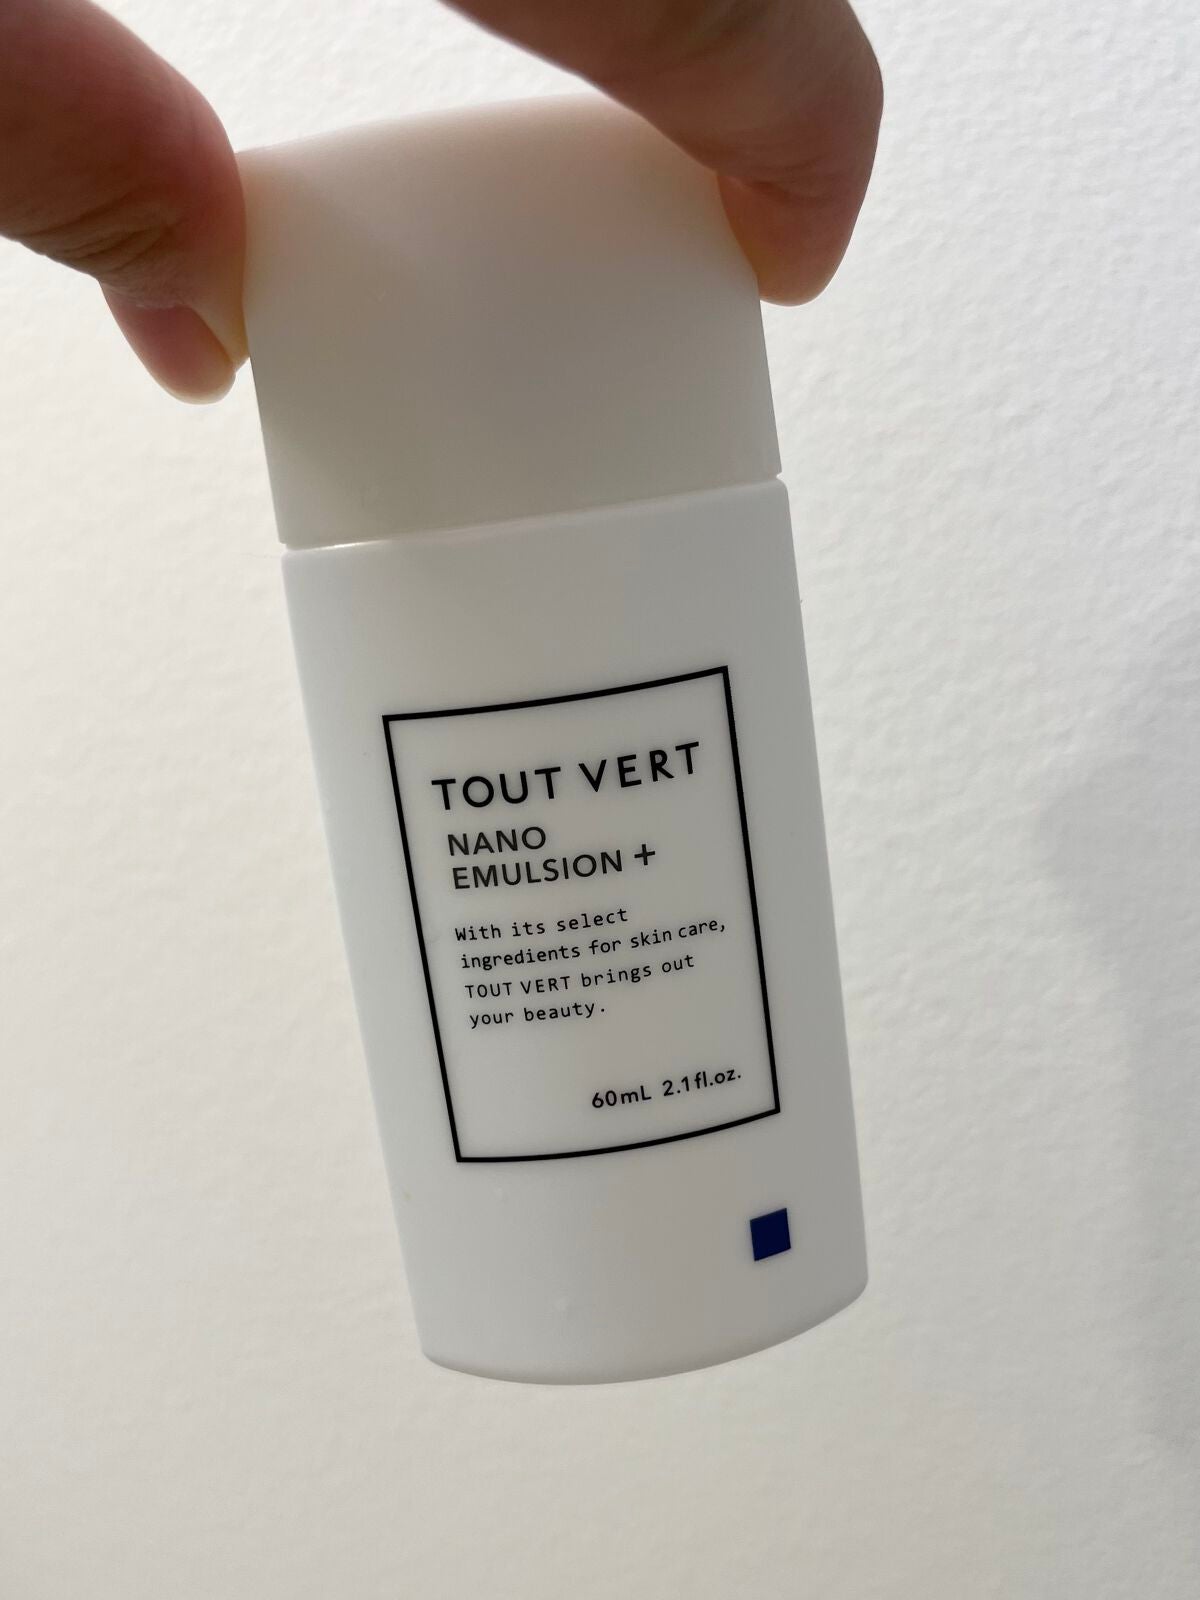 TOUT VERT
NANO
EMULSION +
With its select
ingredients for skin care,
TOUT VERT brings out
your beauty.
60mL 2.1fl.oz.